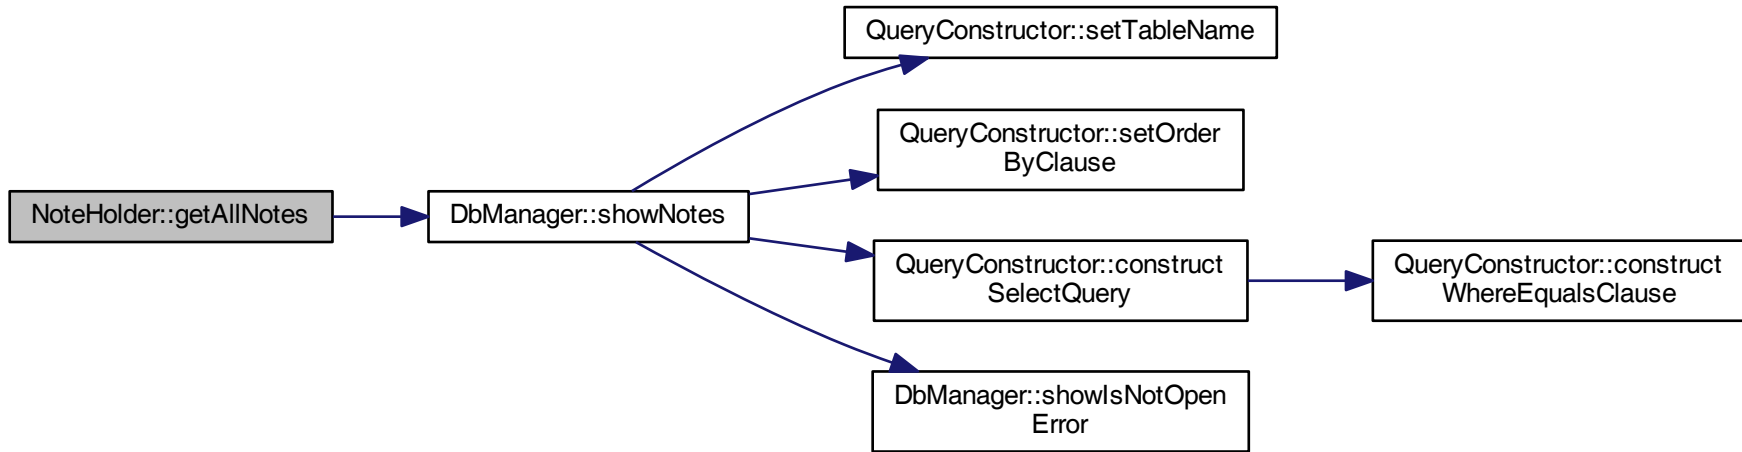 NoteHolder::getAllNotes
DbManager::showNotes
QueryConstructor::setTableName
QueryConstructor::setOrder
ByClause
QueryConstructor::construct
SelectQuery
DbManager::showIsNotOpen
Error
QueryConstructor::construct
WhereEqualsClause